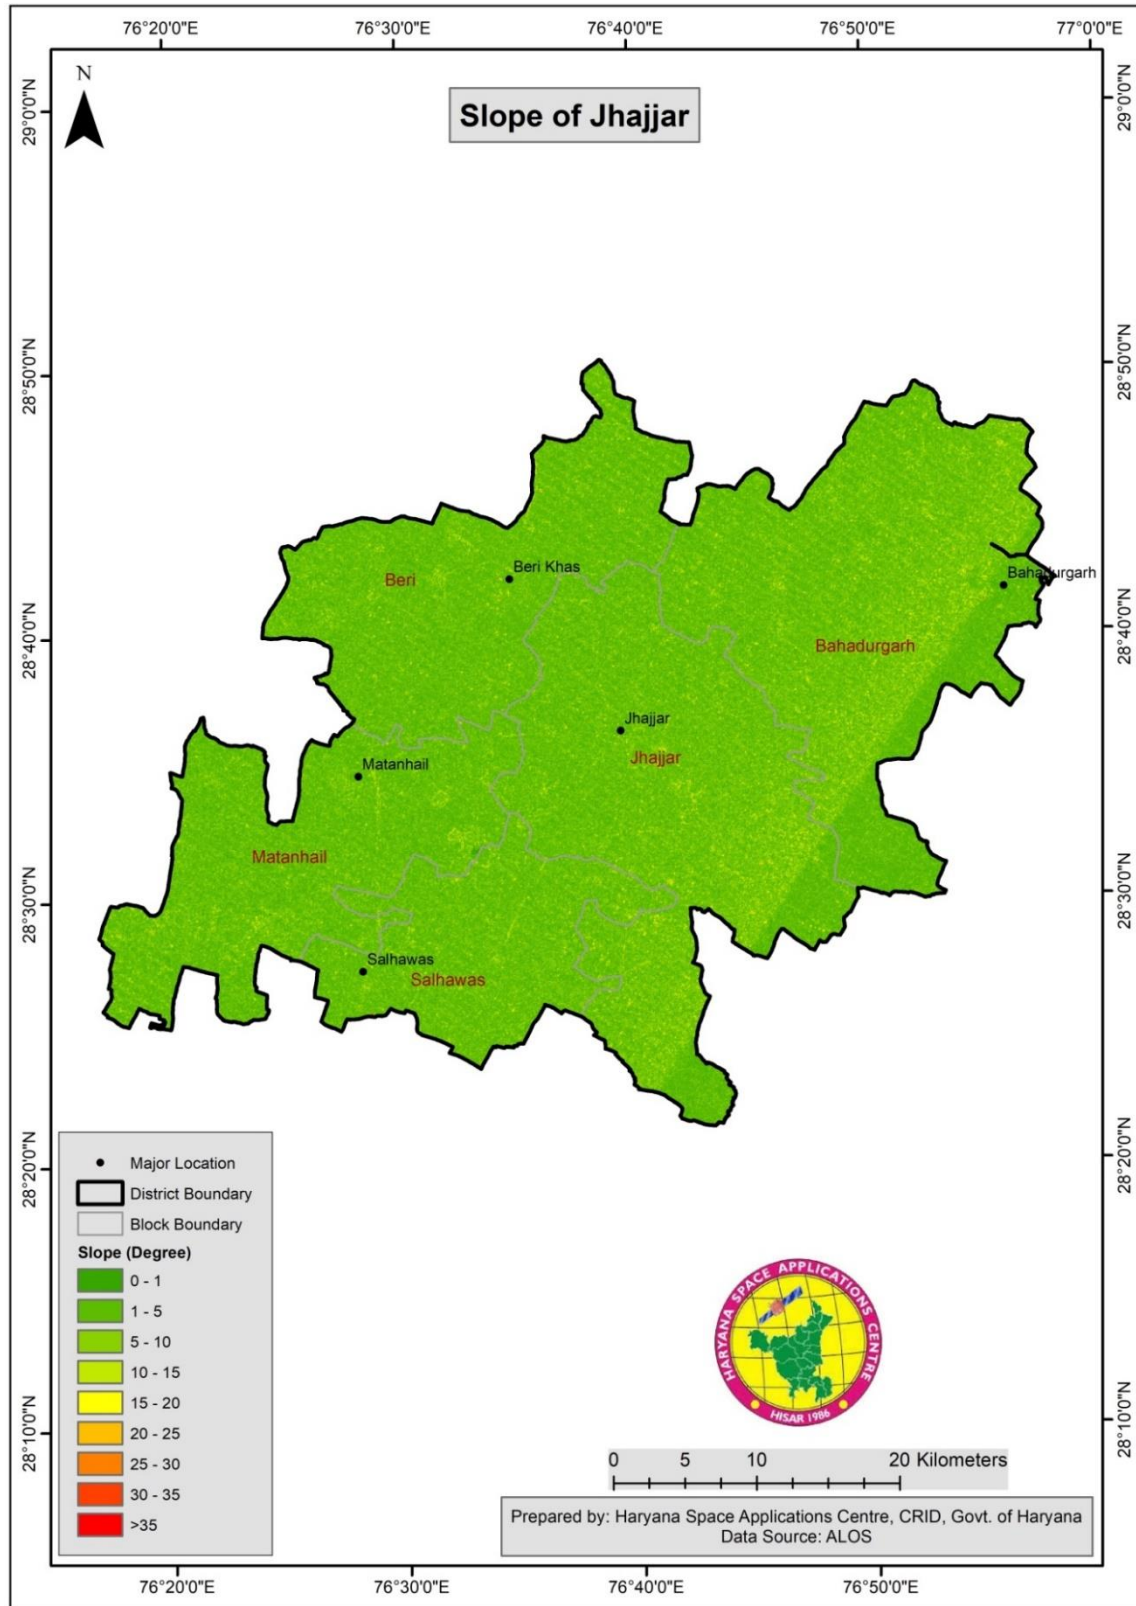 76°20'0"E
76°30'0"E
76°40'0"E
76°50'0"E
77°0'0"E
N
Slope of Jhajjar
29°0'0"N
29°0'0"N
28°50'0"N
28°50'0"N
Beri Khas
Beri
Bahadurgarh
28°40'0"N
28°40'0"N
Bahadurgarh
Jhajjar
Jhajjar
Matanhail
Matanhail
28°30'0"N
28°30'0"N
Salhawas
Salhawas
28°20'0"N
28°20'0"N
Major Location
District Boundary
Block Boundary
Slope (Degree)
0 - 1
1 - 5
5 - 10
10 - 15
15 - 20
20 - 25
25 - 30
30 - 35
>35
28°10'0"N
28°10'0"N
HARYANA SPACE APPLICATIONS CENTRE
HISAR 1986
0 5 10 20 Kilometers
Prepared by: Haryana Space Applications Centre, CRID, Govt. of Haryana
Data Source: ALOS
76°20'0"E
76°30'0"E
76°40'0"E
76°50'0"E